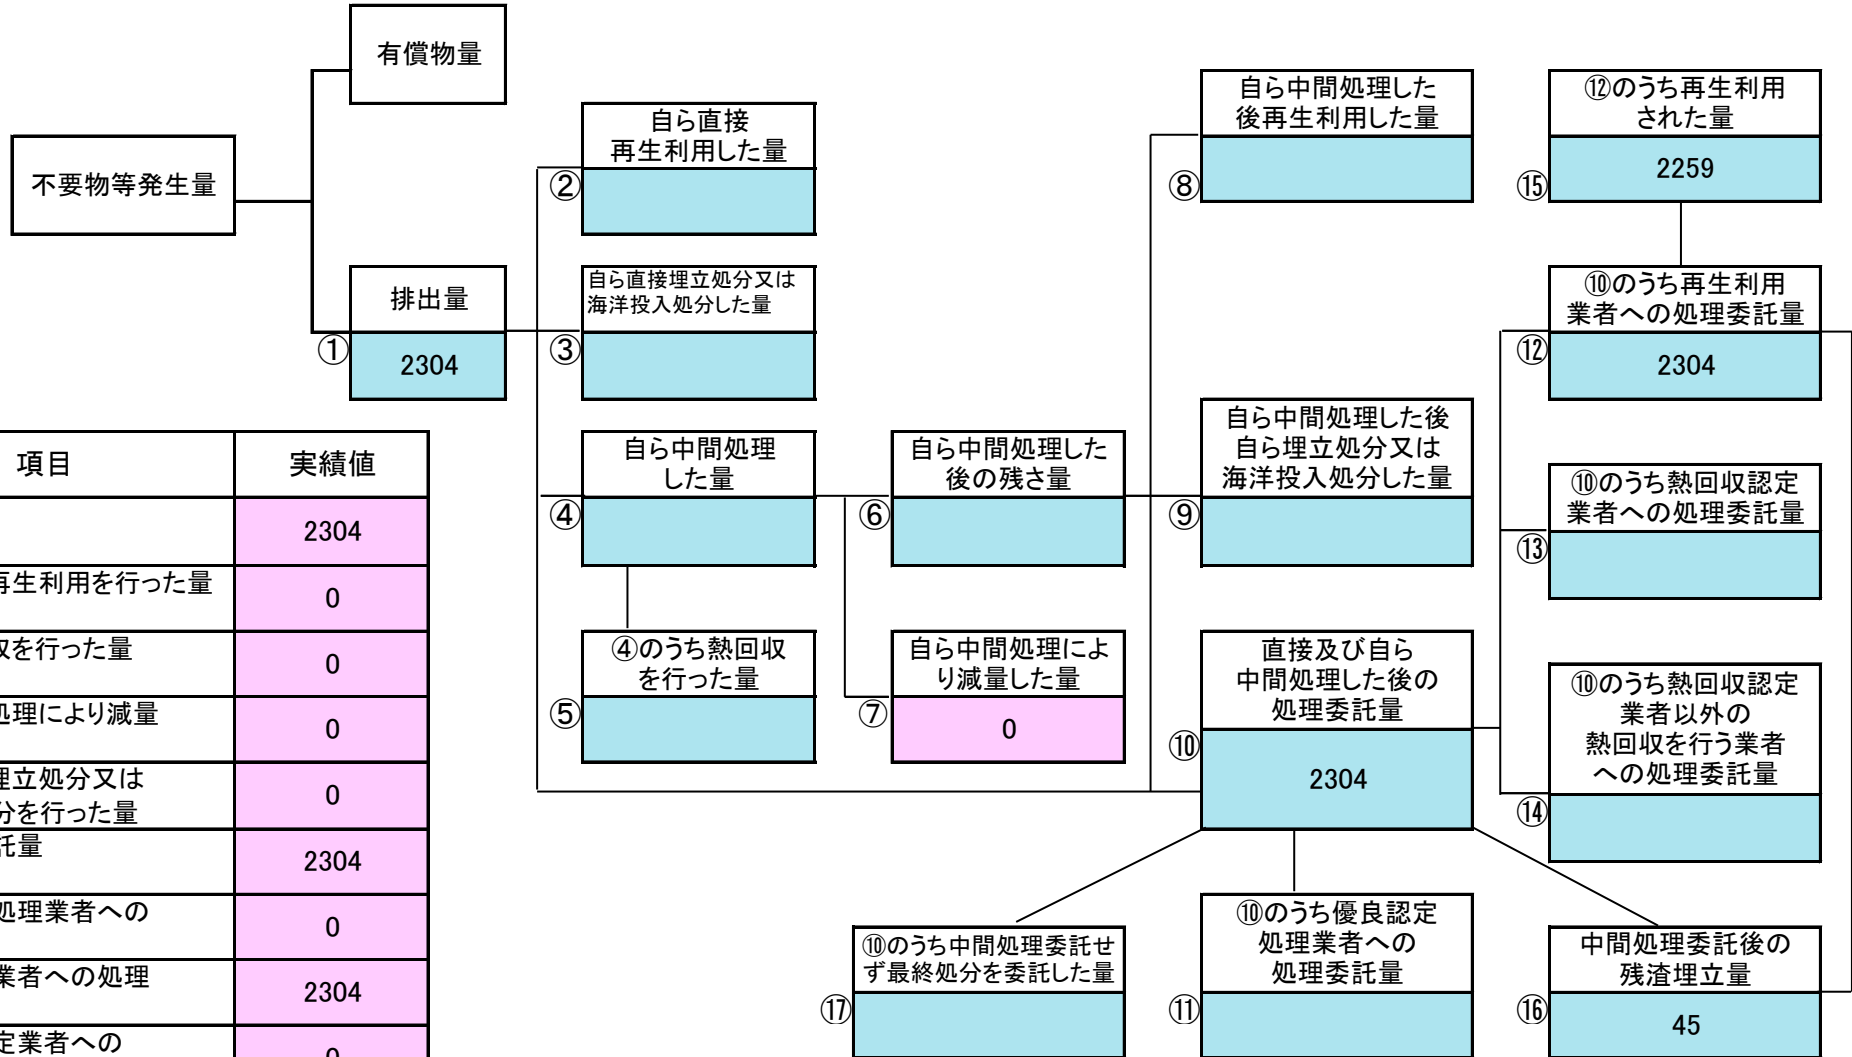 有償物量
不要物等発生量
排出量
①
2304
自ら直接
再生利用した量
②
自ら直接埋立処分又は
海洋投入処分した量
③
自ら中間処理
した量
④
④のうち熱回収
を行った量
⑤
自ら中間処理した
後の残さ量
⑥
自ら中間処理によ
り減量した量
⑦
0
自ら中間処理した
後再生利用した量
⑧
自ら中間処理した後
自ら埋立処分又は
海洋投入処分した量
⑨
直接及び自ら
中間処理した後の
処理委託量
⑩
2304
⑫のうち再生利用
された量
⑮
2259
⑩のうち再生利用
業者への処理委託量
⑫
2304
⑩のうち熱回収認定
業者への処理委託量
⑬
⑩のうち熱回収認定
業者以外の
熱回収を行う業者
への処理委託量
⑭
⑩のうち中間処理委託せ
ず最終処分を委託した量
⑰
⑩のうち優良認定
処理業者への
処理委託量
⑪
中間処理委託後の
残渣埋立量
⑯
45
項目 実績値
2304
再生利用を行った量 0
収を行った量 0
処理により減量 0
埋立処分又は
分を行った量 0
託量 2304
処理業者への 0
業者への処理 2304
定業者への 0